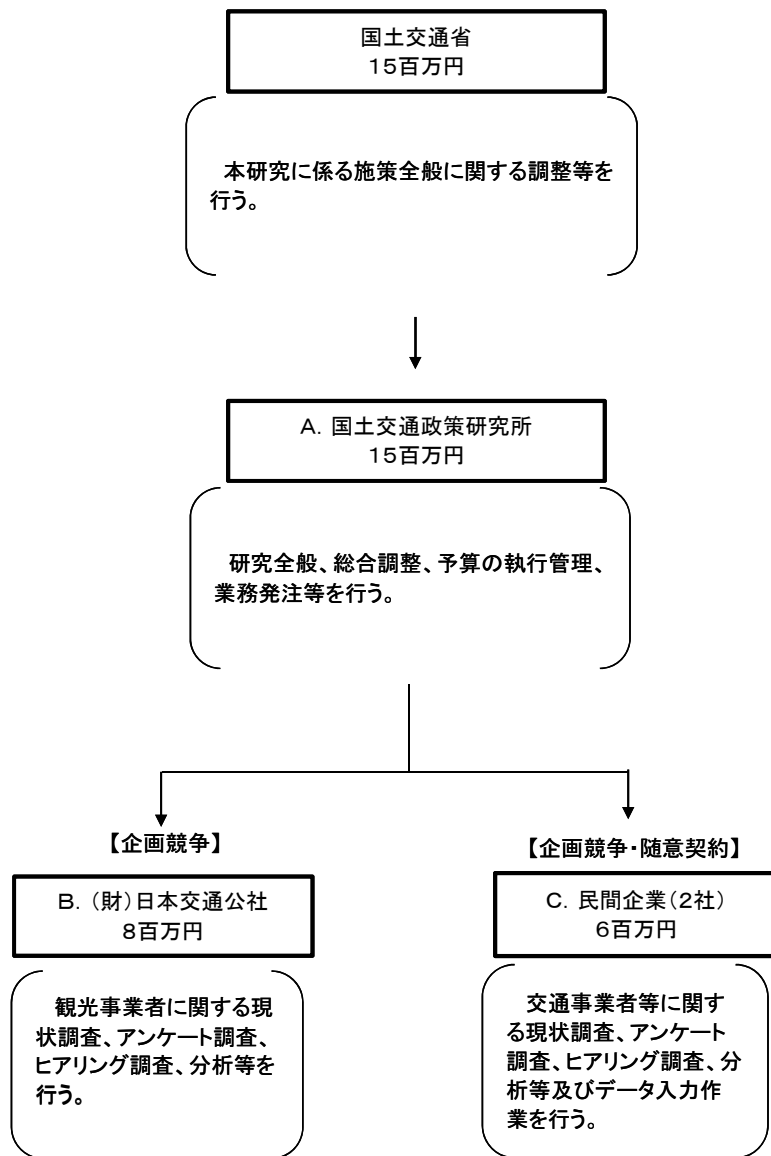 国土交通省
15百万円
本研究に係る施策全般に関する調整等を
行う。
A. 国土交通政策研究所
15百万円
研究全般、総合調整、予算の執行管理、
業務発注等を行う。
【企画競争】
B. (財)日本交通公社
8百万円
観光事業者に関する現
状調査、アンケート調査、
ヒアリング調査、分析等を
行う。
【企画競争・随意契約】
C. 民間企業(2社)
6百万円
交通事業者等に関す
る現状調査、アンケート
調査、ヒアリング調査、分
析等及びデータ入力作
業を行う。